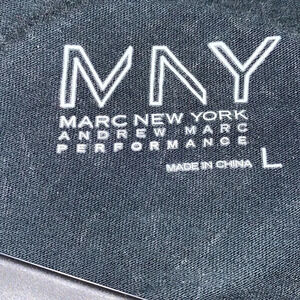 MNY
MARC NEW YORK
ANDREW MARC
PERFORMANCE
MADE IN CHINA L